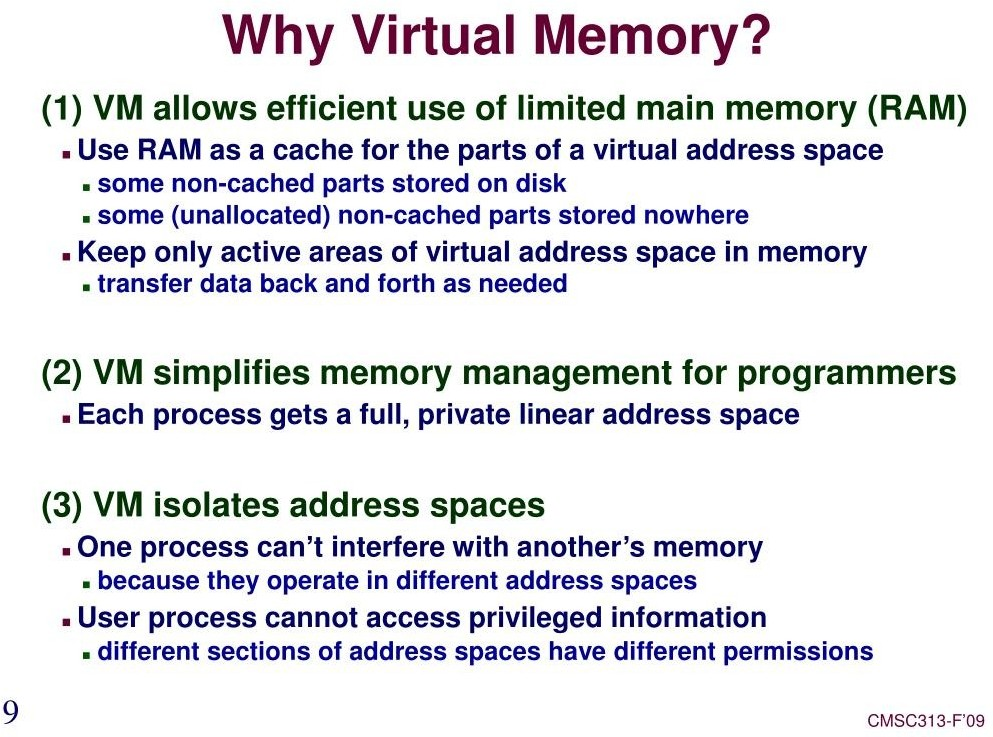 Why Virtual Memory?
(1) VM allows efficient use of limited main memory (RAM)
Use RAM as a cache for the parts of a virtual address space
some non-cached parts stored on disk
some (unallocated) non-cached parts stored nowhere
Keep only active areas of virtual address space in memory
transfer data back and forth as needed
(2) VM simplifies memory management for programmers
Each process gets a full, private linear address space
(3) VM isolates address spaces
One process can’t interfere with another’s memory
because they operate in different address spaces
User process cannot access privileged information
different sections of address spaces have different permissions
9
CMSC313-F’09